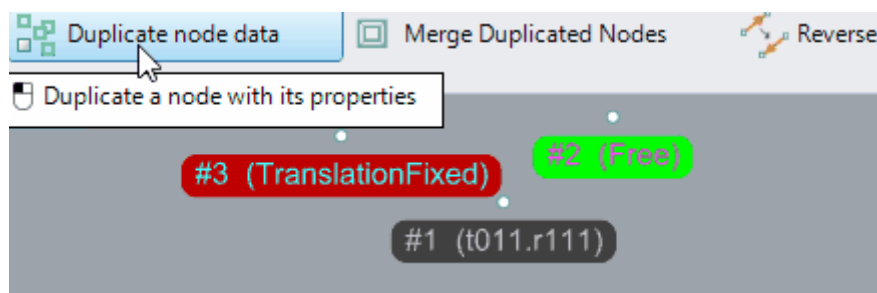 Duplicate node data Merge Duplicated Nodes Reverse
Duplicate a node with its properties
#2 (Free)
#3 (TranslationFixed)
#1 (t011.r111)